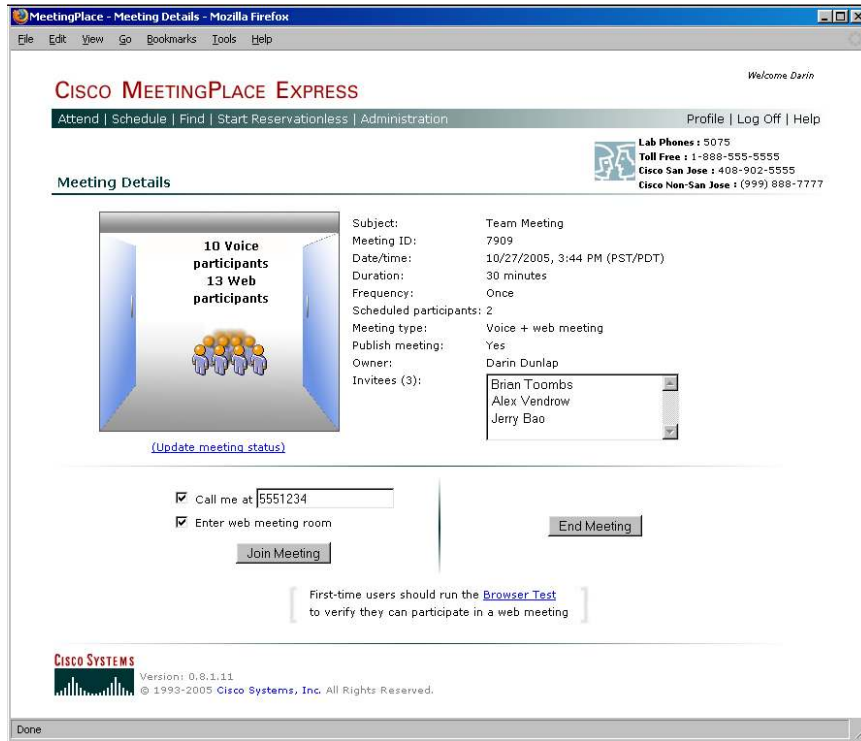 MeetingPlace - Meeting Details - Mozilla Firefox
File Edit View Go Bookmarks Tools Help
Welcome Darin
CISCO MEETINGPLACE EXPRESS
Attend | Schedule | Find | Start Reservationless | Administration
Profile | Log Off | Help
Lab Phones : 5075
Toll Free : 1-888-555-5555
Cisco San Jose : 408-902-5555
Cisco Non-San Jose : (999) 888-7777
Meeting Details
10 Voice
participants
13 Web
participants
(Update meeting status)
Subject: Team Meeting
Meeting ID: 7909
Date/time: 10/27/2005, 3:44 PM (PST/PDT)
Duration: 30 minutes
Frequency: Once
Scheduled participants: 2
Meeting type: Voice + web meeting
Publish meeting: Yes
Owner: Darin Dunlap
Invitees (3): Brian Toombs
Alex Vendrow
Jerry Bao
Call me at 5551234
Enter web meeting room
Join Meeting
End Meeting
First-time users should run the Browser Test
to verify they can participate in a web meeting
CISCO SYSTEMS
Version: 0.8.1.11
© 1993-2005 Cisco Systems, Inc. All Rights Reserved.
Done